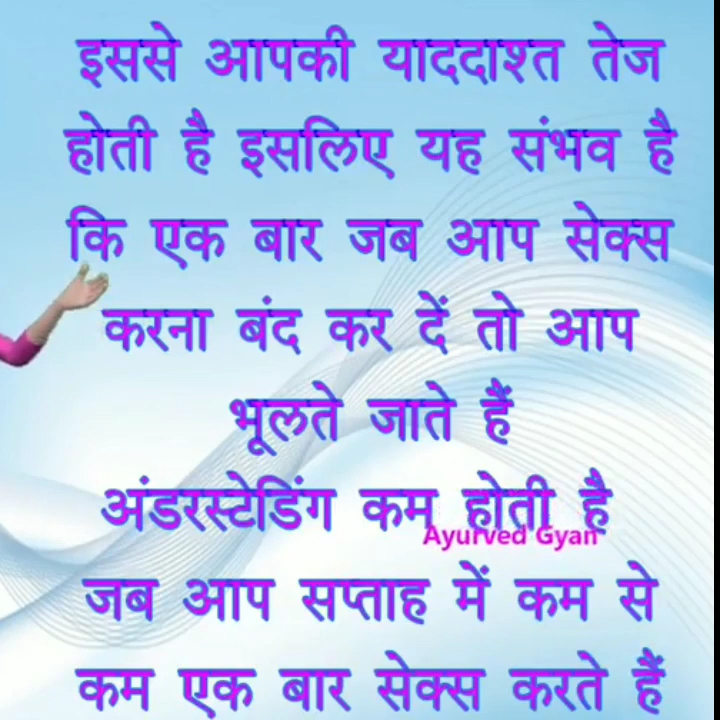 इससे आपकी याददाश्त तेज
होती है इसलिए यह संभव है
कि एक बार जब आप सेक्स
करना बंद कर दें तो आप
भूलते जाते हैं
अंडरस्टेडिंग कम होती है
Ayurved Gyan
जब आप सप्ताह में कम से
कम एक बार सेक्स करते हैं